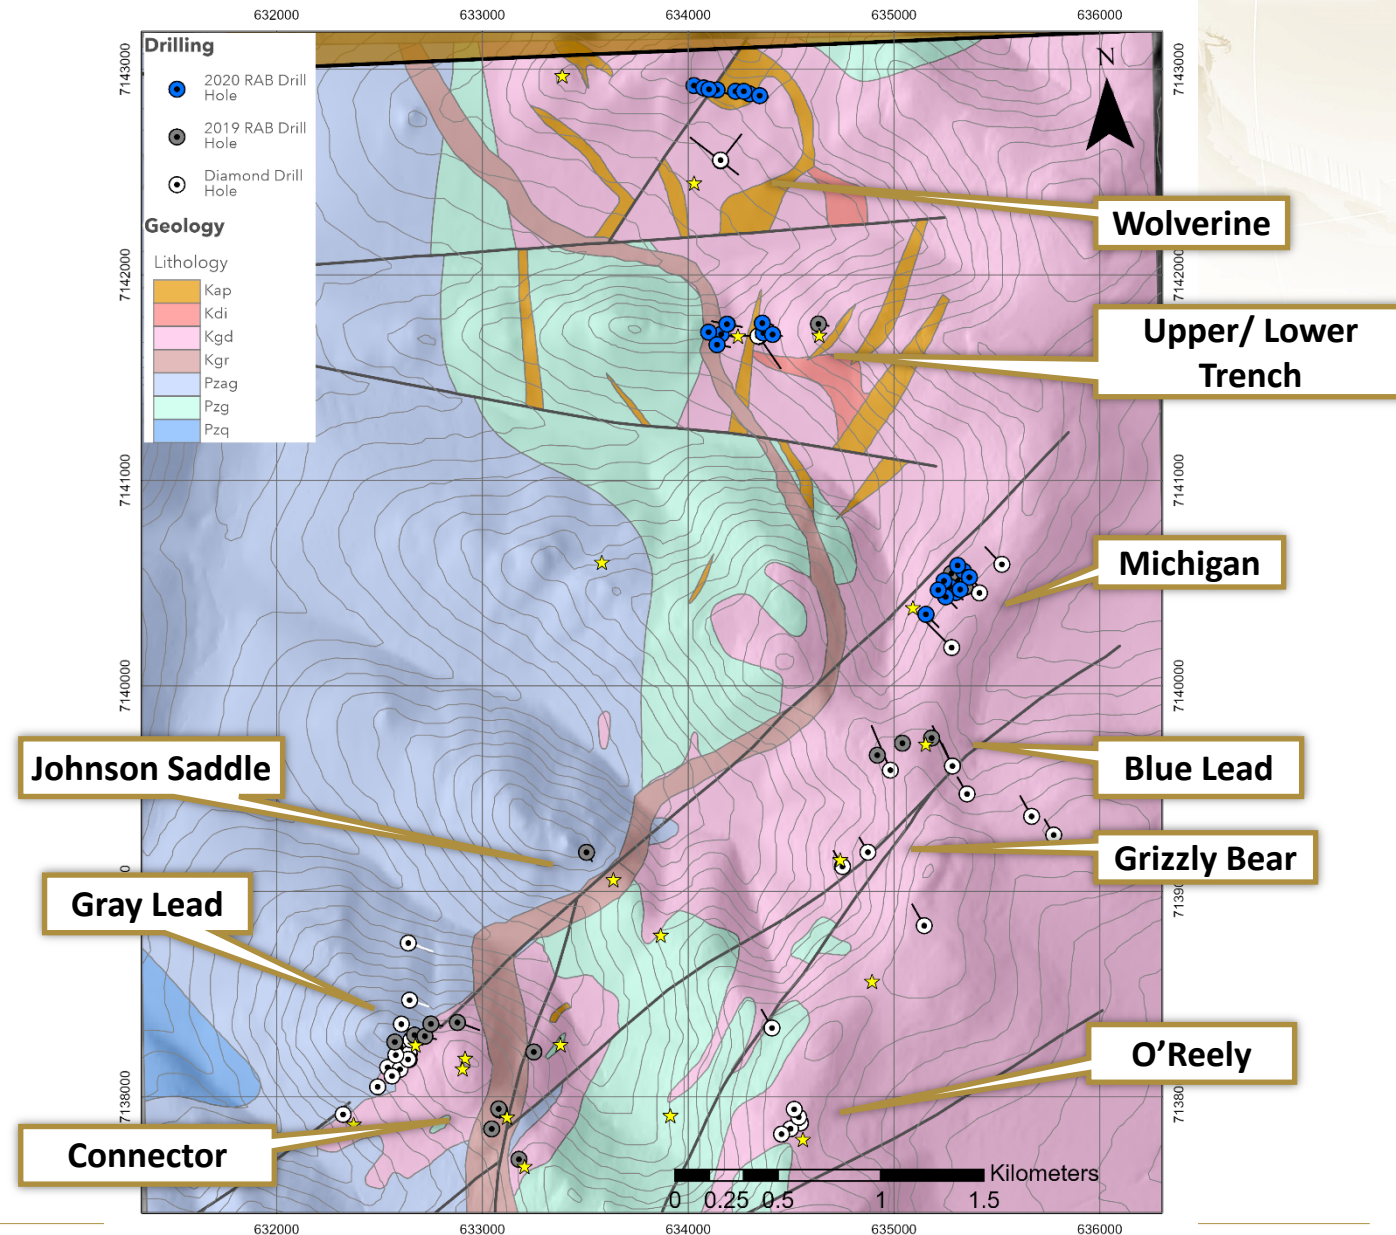 632000 633000 634000 635000 636000
Drilling
2020 RAB Drill
Hole
2019 RAB Drill
Hole
Diamond Drill
Hole
Geology
Lithology
Kap
Kdi
Kgd
Kgr
Pzag
Pzg
Pzq
N
7143000
7143000
Wolverine
7142000
7142000
Upper/ Lower
Trench
7141000
7141000
Michigan
7140000
7140000
Johnson Saddle
Blue Lead
Grizzly Bear
Gray Lead
O'Reely
7138000
Connector
Kilometers
0 0.25 0.5 1 1.5
632000 633000 634000 635000 636000